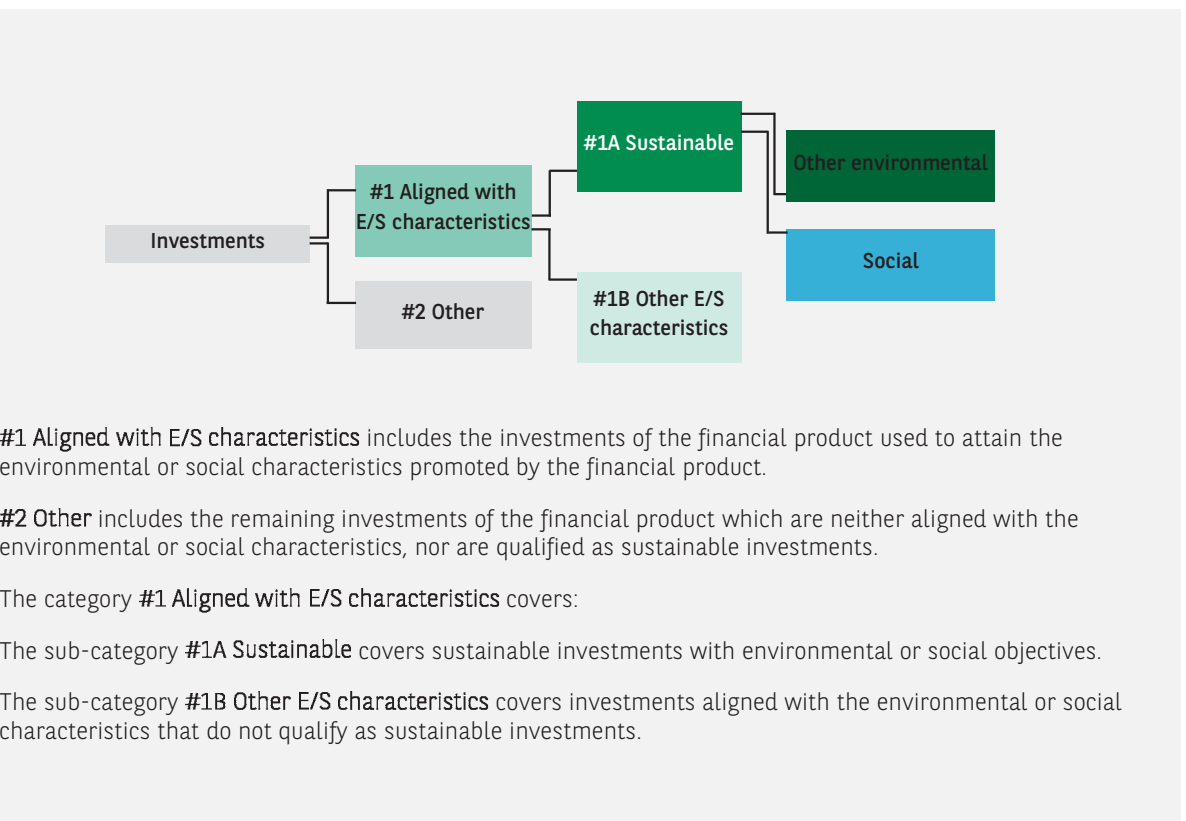 #1A Sustainable
Other environmental
#1 Aligned with
E/S characteristics
Investments
Social
#2 Other
#1B Other E/S
characteristics
#1 Aligned with E/S characteristics includes the investments of the financial product used to attain the
environmental or social characteristics promoted by the financial product.
#2 Other includes the remaining investments of the financial product which are neither aligned with the
environmental or social characteristics, nor are qualified as sustainable investments.
The category #1 Aligned with E/S characteristics covers:
The sub-category #1A Sustainable covers sustainable investments with environmental or social objectives.
The sub-category #1B Other E/S characteristics covers investments aligned with the environmental or social
characteristics that do not qualify as sustainable investments.